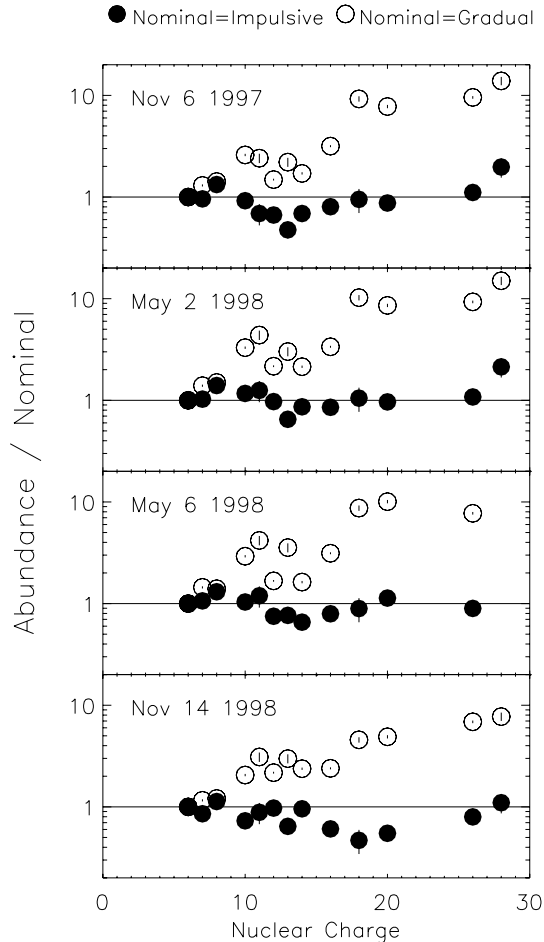 Nominal=Impulsive Nominal=Gradual
Abundance / Nominal
Nov 6 1997
10
1
May 2 1998
10
1
May 6 1998
10
1
Nov 14 1998
10
1
0 10 20 30
Nuclear Charge